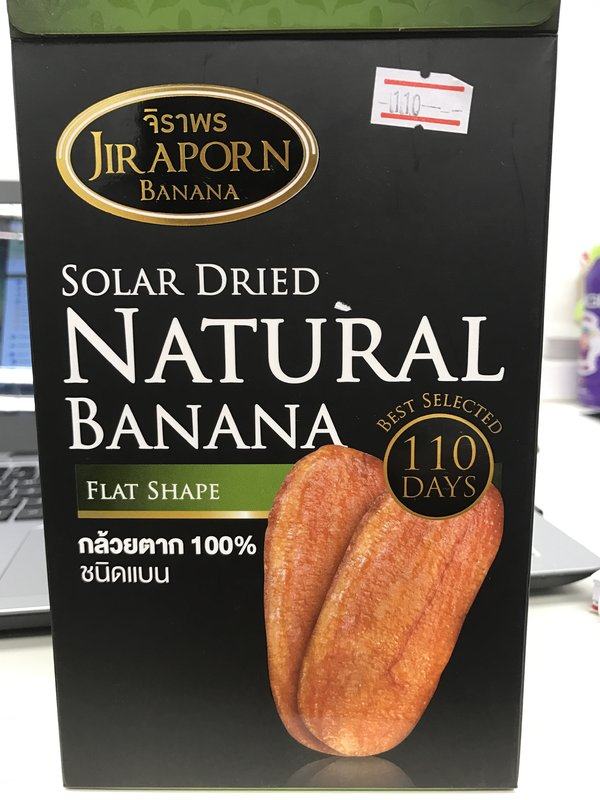 จิราพร
JIRAPORN
BANANA
110
SOLAR DRIED
NATURAL
BANANA
BEST SELECTED
110
DAYS
FLAT SHAPE
กล้วยตาก 100%
ชนิดแบน